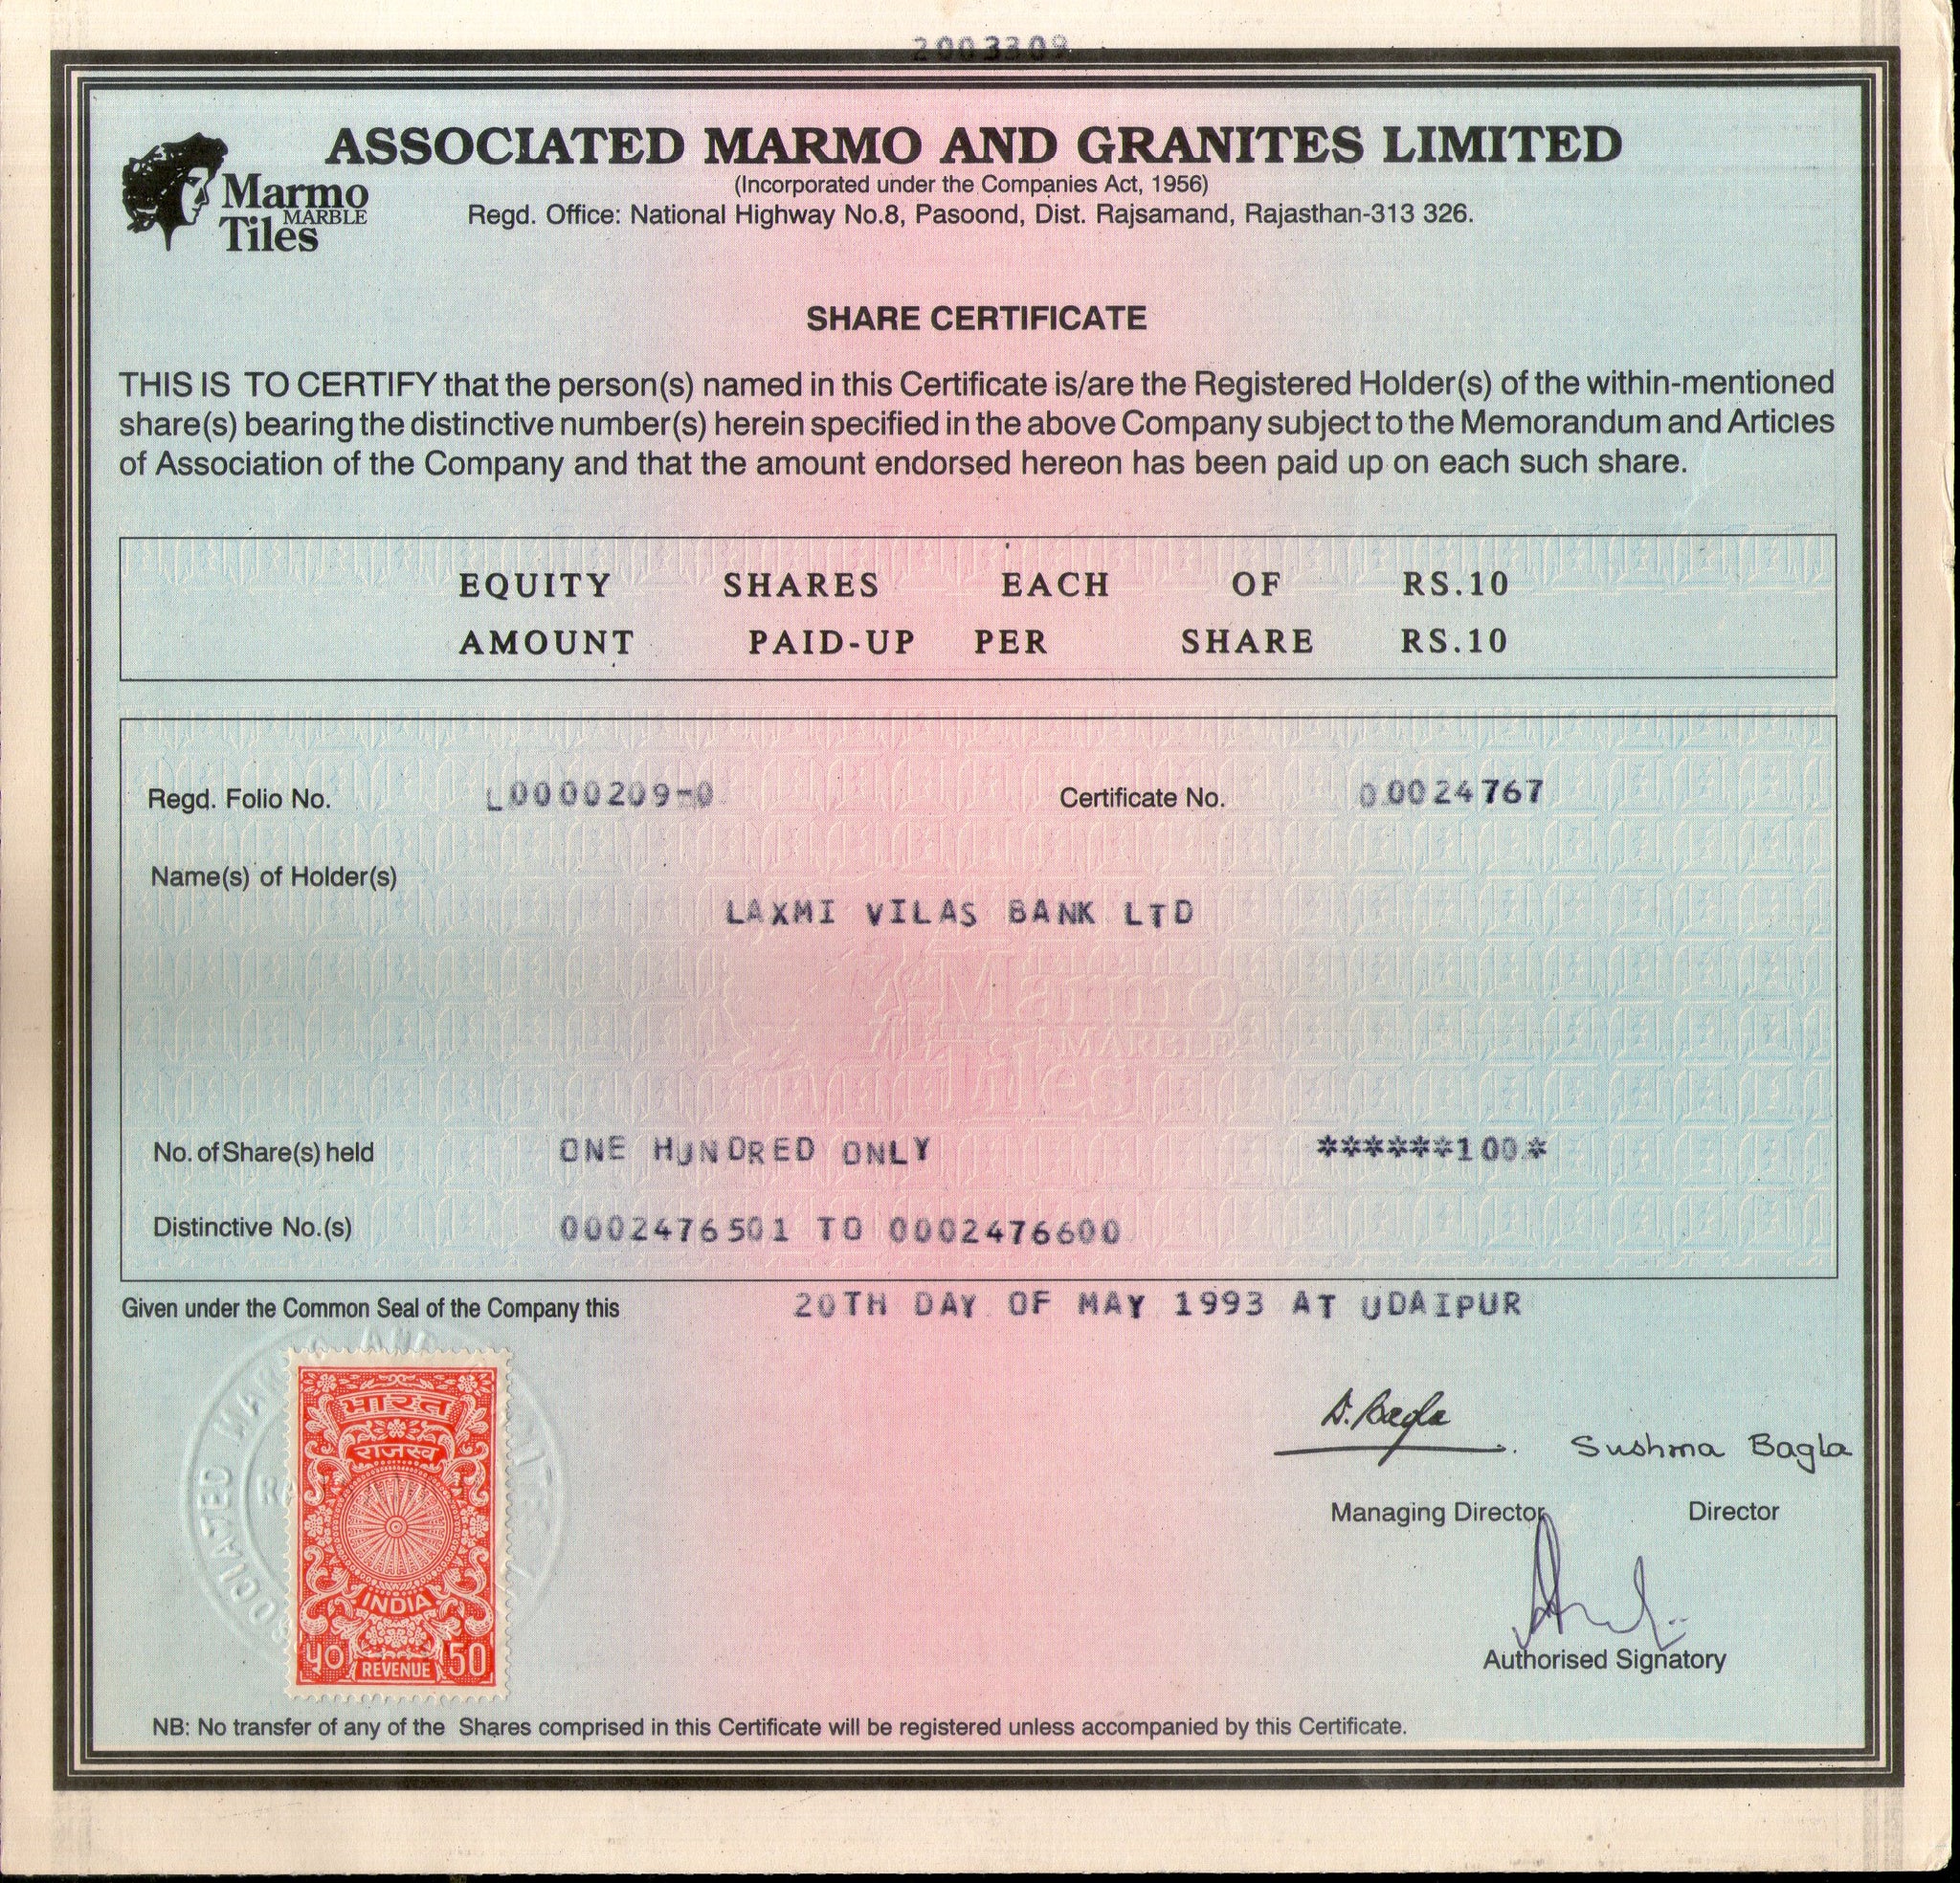 2003309
ASSOCIATED MARMO AND GRANITES LIMITED
Marmo
MARBLE
Tiles
(Incorporated under the Companies Act, 1956)
Regd. Office: National Highway No.8, Pasoond, Dist. Rajsamand, Rajasthan-313 326.
SHARE CERTIFICATE
THIS IS TO CERTIFY that the person(s) named in this Certificate is/are the Registered Holder(s) of the within-mentioned
share(s) bearing the distinctive number(s) herein specified in the above Company subject to the Memorandum and Articles
of Association of the Company and that the amount endorsed hereon has been paid up on each such share.
EQUITY SHARES EACH OF RS.10
AMOUNT PAID-UP PER SHARE RS.10
Regd. Folio No. L0000209-0 Certificate No. 00024767
Name(s) of Holder(s)
LAXMI VILAS BANK LTD
Marmo
MARBLE
Tiles
No. of Share(s) held ONE HUNDRED ONLY ******100*
Distinctive No.(s) 0002476501 TO 0002476600
Given under the Common Seal of the Company this 20TH DAY OF MAY 1993 AT UDAIPUR
भारत
राजस्व
INDIA
५० REVENUE 50
D. Bagla
Sushma Bagla
Managing Director Director
Authorised Signatory
NB: No transfer of any of the Shares comprised in this Certificate will be registered unless accompanied by this Certificate.